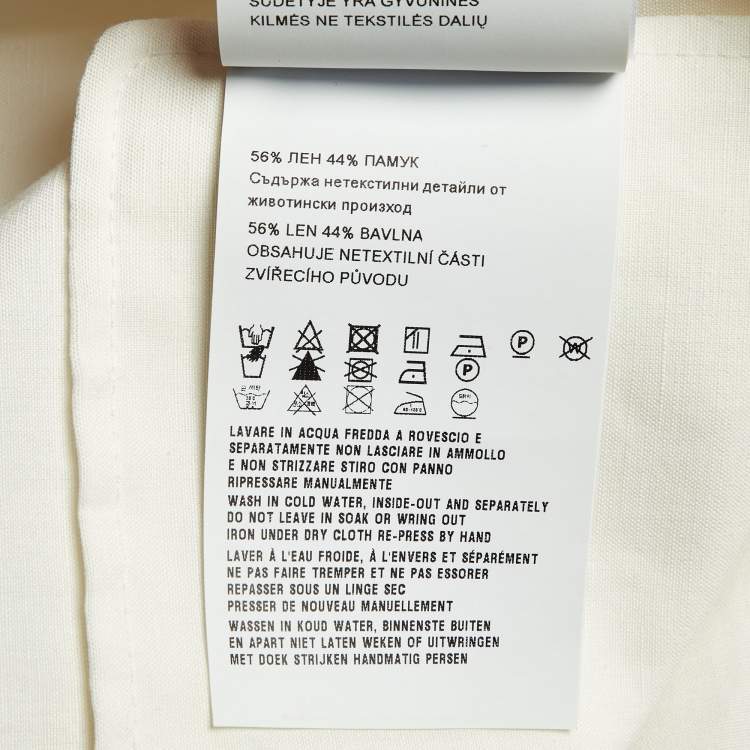 SUDĖTYJE YRA GYVŪNINĖS
KILMĖS NE TEKSTILĖS DALIŲ
56% ЛЕН 44% ПАМУК
Съдържа нетекстилни детайли от
животински произход
56% LEN 44% BAVLNA
OBSAHUJE NETEXTILNÍ ČÁSTI
ZVÍŘECÍHO PŮVODU
P W
P
LAVARE IN ACQUA FREDDA A ROVESCIO E
SEPARATAMENTE NON LASCIARE IN AMMOLLO
E NON STRIZZARE STIRO CON PANNO
RIPRESSARE MANUALMENTE
WASH IN COLD WATER, INSIDE-OUT AND SEPARATELY
DO NOT LEAVE IN SOAK OR WRING OUT
IRON UNDER DRY CLOTH RE-PRESS BY HAND
LAVER À L'EAU FROIDE, À L'ENVERS ET SÉPARÉMENT
NE PAS FAIRE TREMPER ET NE PAS ESSORER
REPASSER SOUS UN LINGE SEC
PRESSER DE NOUVEAU MANUELLEMENT
WASSEN IN KOUD WATER, BINNENSTE BUITEN
EN APART NIET LATEN WEKEN OF UITWRINGEN
MET DOEK STRIJKEN HANDMATIG PERSEN